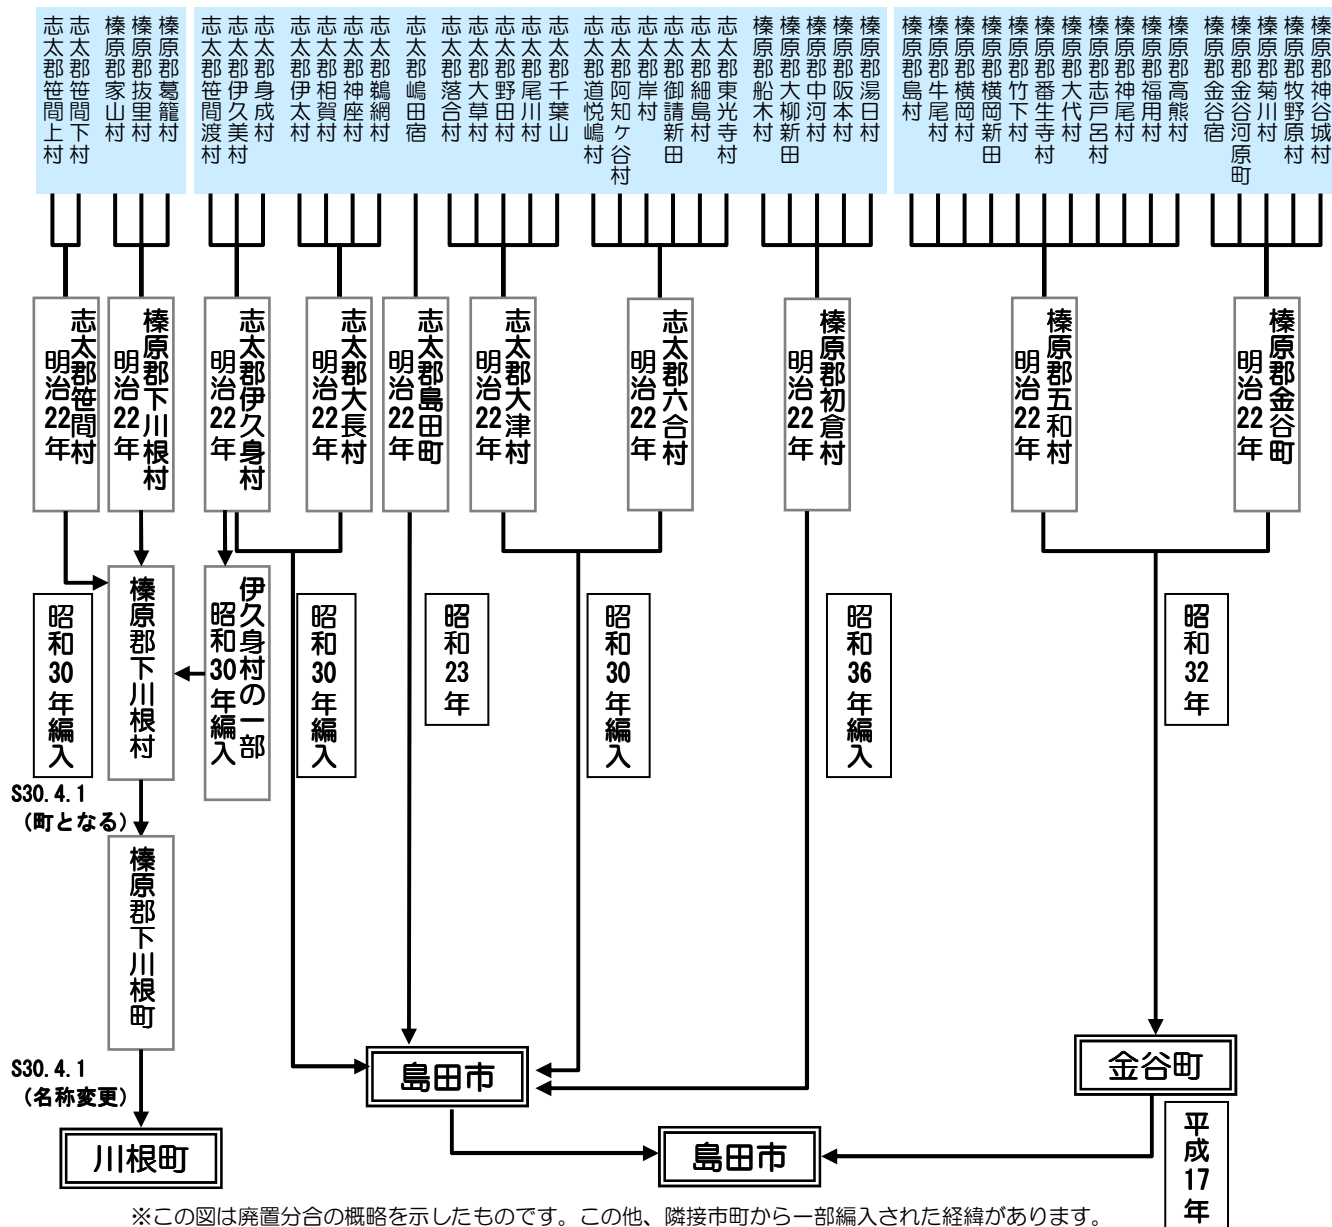 志太郡笹間上村
志太郡笹間下村
榛原郡家山村
榛原郡抜里村
榛原郡葛籠村
志太郡笹間渡村
志太郡伊久美村
志太郡身成村
志太郡伊太村
志太郡相賀村
志太郡神座村
志太郡鵜網村
志太郡嶋田宿
志太郡落合村
志太郡大草村
志太郡野田村
志太郡尾川村
志太郡千葉山
志太郡道悦嶋村
志太郡阿知ヶ谷村
志太郡岸村
志太郡御請新田
志太郡細島村
志太郡東光寺村
榛原郡船木村
榛原郡大柳新田
榛原郡中河村
榛原郡阪本村
榛原郡湯日村
榛原郡島村
榛原郡牛尾村
榛原郡横岡村
榛原郡横岡新田
榛原郡竹下村
榛原郡番生寺村
榛原郡大代村
榛原郡志戸呂村
榛原郡神尾村
榛原郡福用村
榛原郡高熊村
榛原郡金谷宿
榛原郡金谷河原町
榛原郡菊川村
榛原郡牧野原村
榛原郡神谷城村
志太郡笹間村
明治22年
榛原郡下川根村
明治22年
志太郡伊久身村
明治22年
志太郡大長村
明治22年
志太郡島田町
明治22年
志太郡大津村
明治22年
志太郡六合村
明治22年
榛原郡初倉村
明治22年
榛原郡五和村
明治22年
榛原郡金谷町
明治22年
昭和30年編入
榛原郡下川根村
伊久身村の一部
昭和30年編入
昭和30年編入
昭和23年
昭和30年編入
昭和36年編入
昭和32年
S30.4.1
（町となる）
榛原郡下川根町
S30.4.1
（名称変更）
川根町
島田市
金谷町
島田市
平成17年
※この図は廃置分合の概略を示したものです。この他、隣接市町から一部編入された経緯があります。